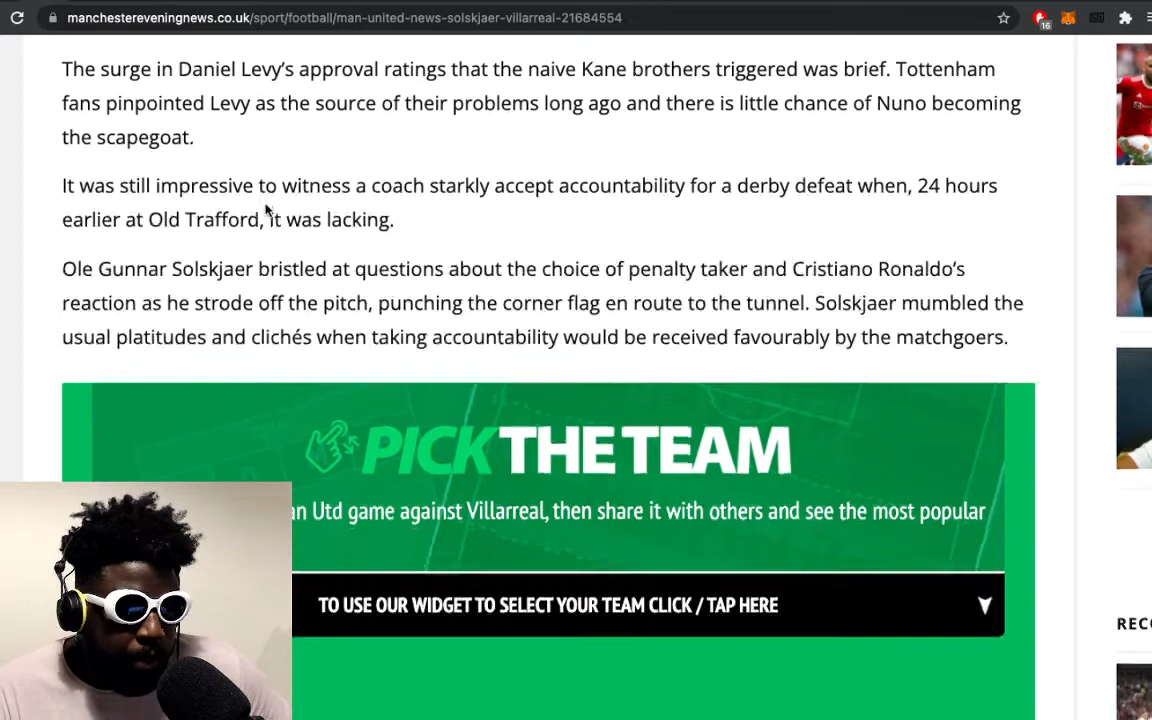 manchestereveningnews.co.uk/sport/football/man-united-news-solskjaer-villarreal-21684554
16
The surge in Daniel Levy's approval ratings that the naive Kane brothers triggered was brief. Tottenham
fans pinpointed Levy as the source of their problems long ago and there is little chance of Nuno becoming
the scapegoat.
It was still impressive to witness a coach starkly accept accountability for a derby defeat when, 24 hours
earlier at Old Trafford, it was lacking.
Ole Gunnar Solskjaer bristled at questions about the choice of penalty taker and Cristiano Ronaldo's
reaction as he strode off the pitch, punching the corner flag en route to the tunnel. Solskjaer mumbled the
usual platitudes and clichés when taking accountability would be received favourably by the matchgoers.
PICK THE TEAM
an Utd game against Villarreal, then share it with others and see the most popular
TO USE OUR WIDGET TO SELECT YOUR TEAM CLICK / TAP HERE
REC